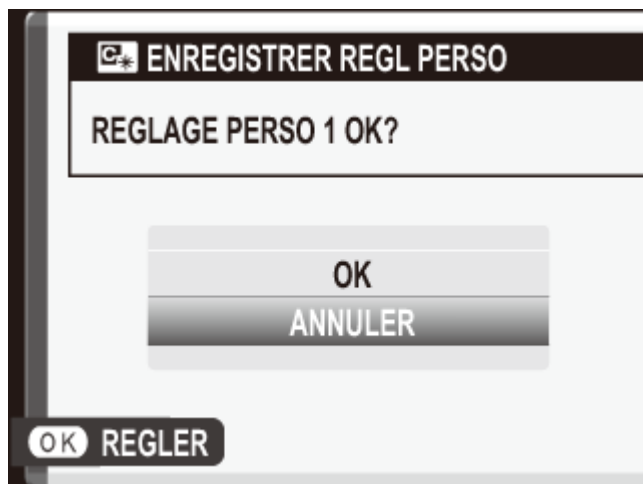 C ENREGISTRER REGL PERSO
REGLAGE PERSO 1 OK?
OK
ANNULER
OK REGLER